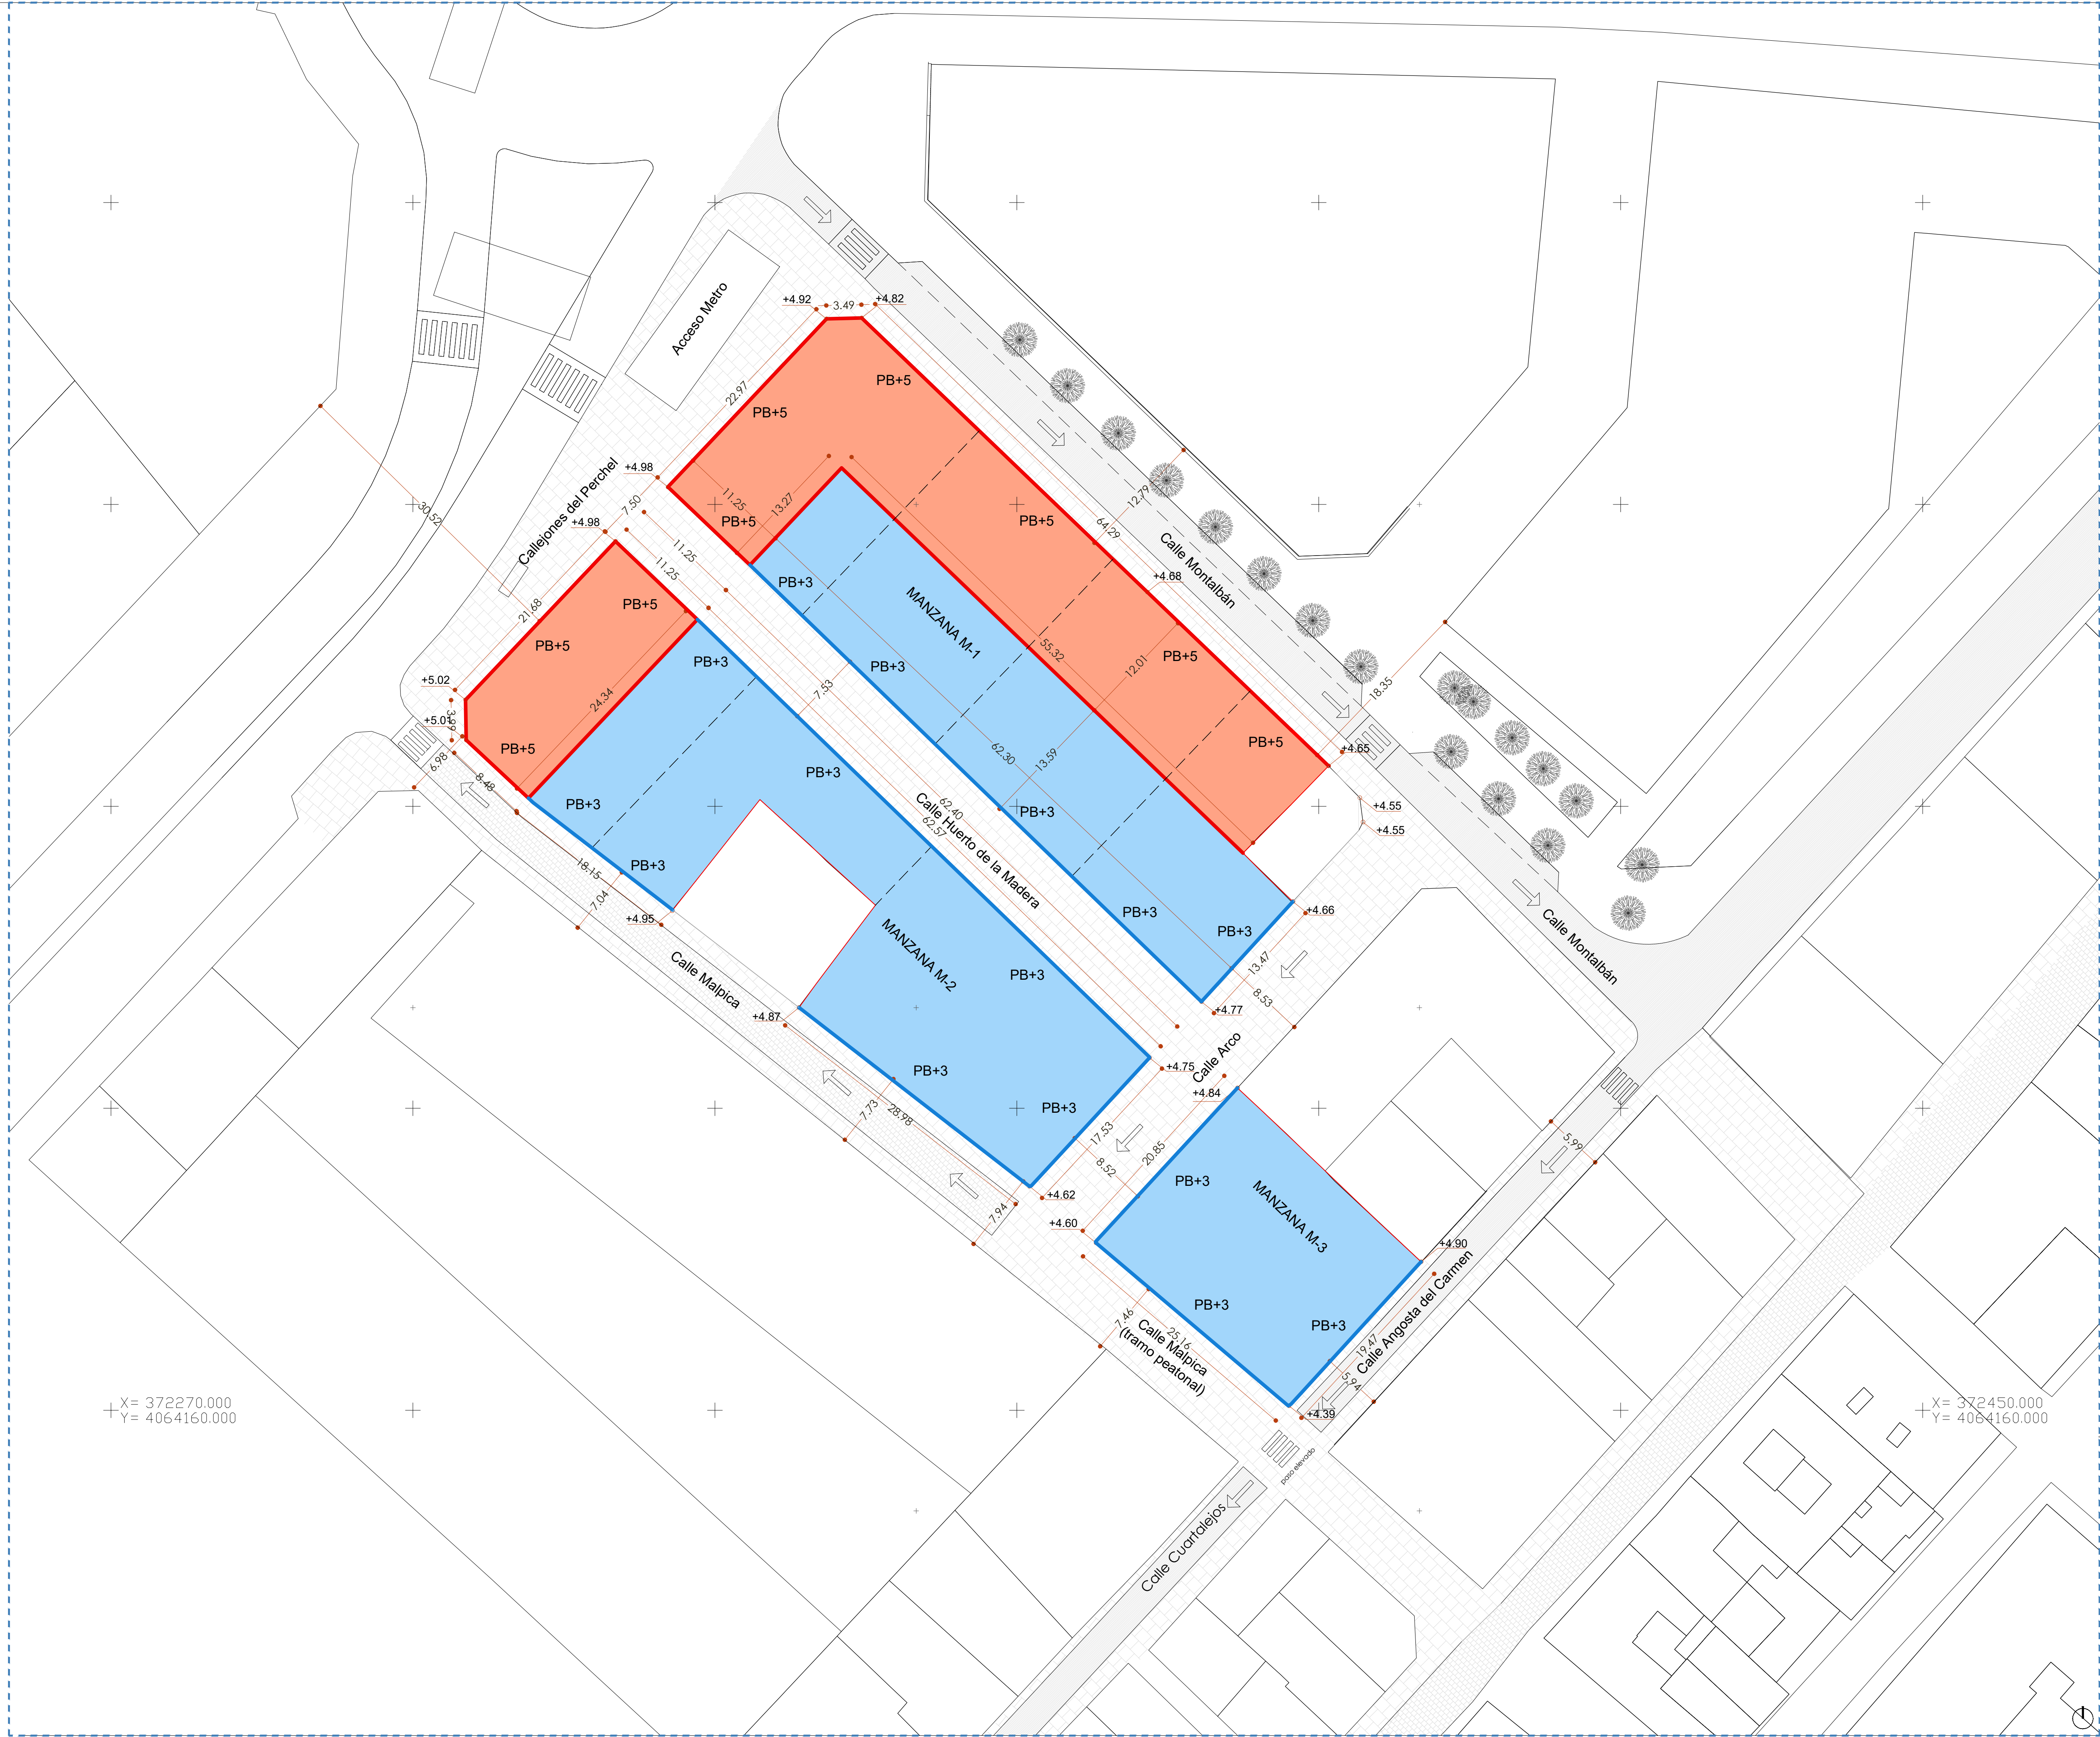 +4.92
3.49
+4.82
Acceso Metro
PB+5
22.97
PB+5
+4.98
11.25
13.27
PB+5
PB+5
12.79
64.29
Calle Montalbán
+4.68
7.50
+4.98
Callejones del Perchel
30.52
11.25
11.25
PB+3
MANZANA M-1
21.68
PB+5
PB+5
PB+3
PB+3
55.32
12.01
PB+5
18.35
+5.02
3.99
+5.01
24.34
7.53
PB+5
PB+5
+4.65
6.98
8.48
PB+3
PB+3
62.30
13.59
PB+3
+4.55
+4.55
62.40
Calle Huerto de la Madera
62.57
18.15
PB+3
7.04
+4.95
PB+3
PB+3
+4.66
Calle Montalbán
MANZANA M-2
PB+3
Calle Malpica
13.47
8.53
+4.87
+4.77
Calle Arco
PB+3
+4.75
+4.84
7.73
28.98
PB+3
17.53
8.52
20.85
5.99
PB+3
MANZANA M-3
+4.62
7.94
+4.60
+4.90
PB+3
PB+3
7.46
25.16
Calle Malpica
(tramo peatonal)
19.47
Calle Angosta del Carmen
5.94
+4.39
paso elevado
Calle Cuartalejos
X= 372270.000
Y= 4064160.000
X= 372450.000
Y= 4064160.000